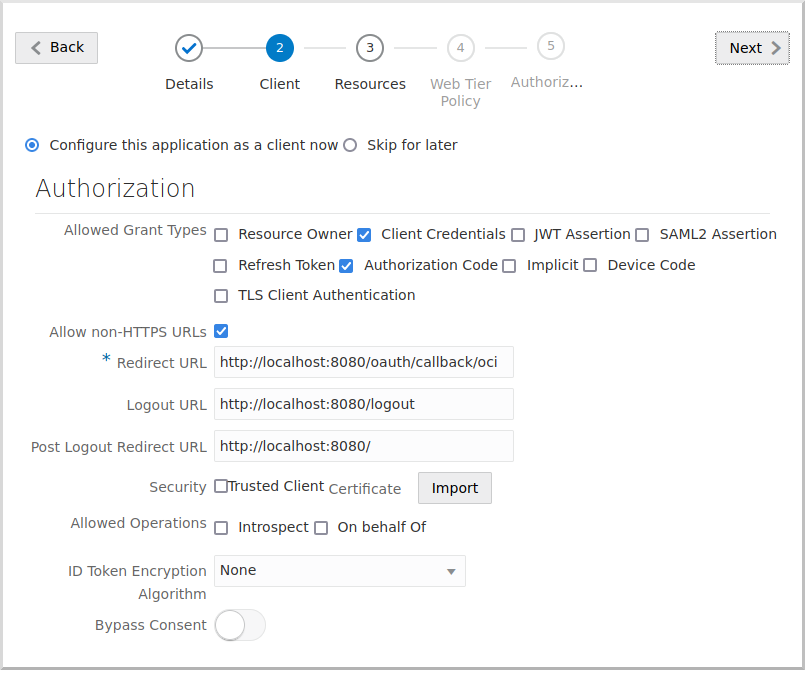 Back
2 3 4 5
Next
Details Client Resources Web Tier Policy Authoriz...
Configure this application as a client now Skip for later
Authorization
Allowed Grant Types Resource Owner Client Credentials JWT Assertion SAML2 Assertion
Refresh Token Authorization Code Implicit Device Code
TLS Client Authentication
Allow non-HTTPS URLs
* Redirect URL http://localhost:8080/oauth/callback/oci
Logout URL http://localhost:8080/logout
Post Logout Redirect URL http://localhost:8080/
Security Trusted Client Certificate Import
Allowed Operations Introspect On behalf Of
ID Token Encryption Algorithm None
Bypass Consent